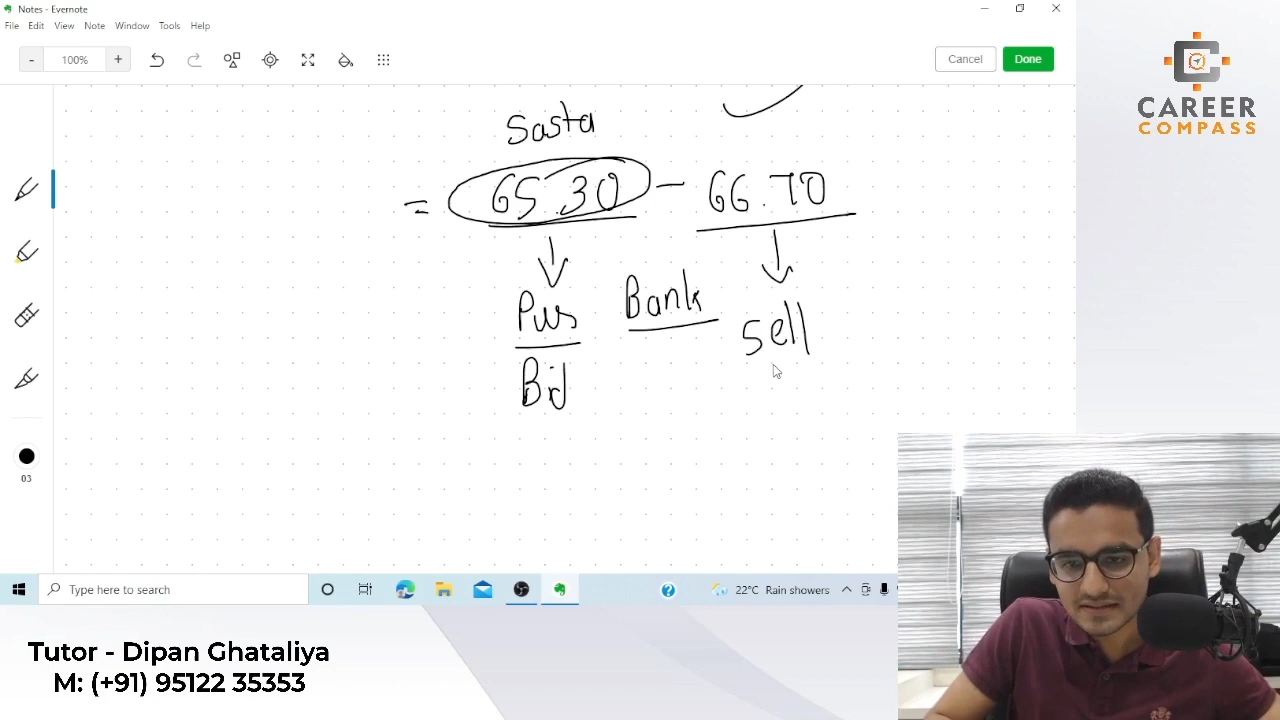 Notes - Evernote
File Edit View Note Window Tools Help
- 100% + Cancel Done
CAREER
COMPASS
Sasta
= 65.30 - 66.70
Pus Bank Sell
Bid
03
Type here to search
22°C Rain showers
Tutor - Dipan Ghataliya
M: (+91) 95122 35353